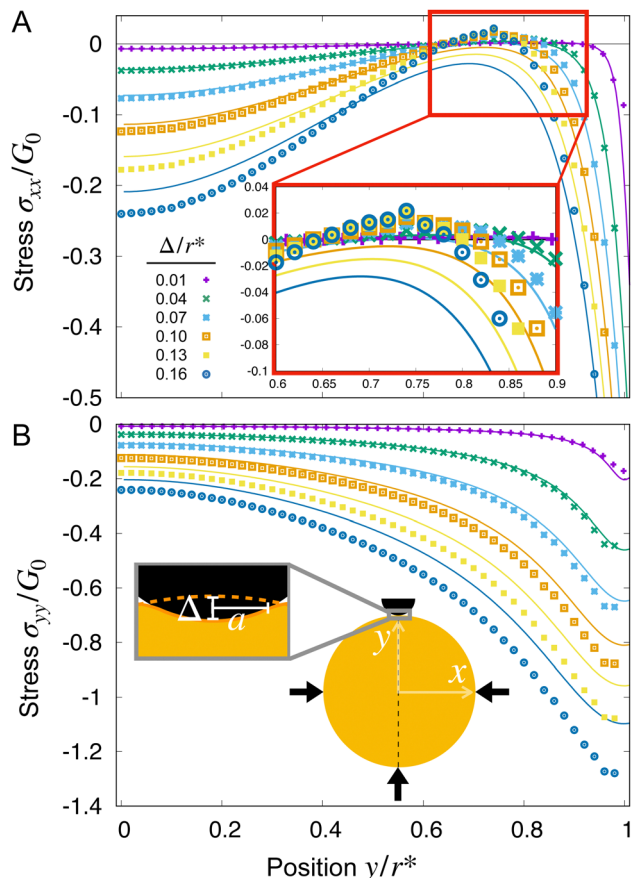 A
Stress σxx/G0
0
-0.1
-0.2
-0.3
-0.4
-0.5
Δ/r*
0.01
0.04
0.07
0.10
0.13
0.16
0.04
0.02
0
-0.02
-0.04
-0.06
-0.08
-0.1
0.6 0.65 0.7 0.75 0.8 0.85 0.9
B
Stress σyy/G0
0
-0.2
-0.4
-0.6
-0.8
-1
-1.2
-1.4
Δ
a
y
x
0 0.2 0.4 0.6 0.8 1
Position y/r*